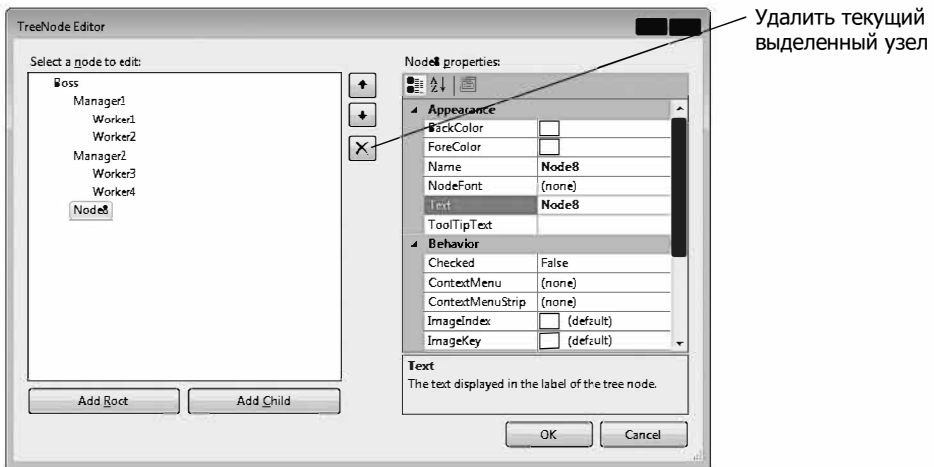 TreeNode Editor
Удалить текущий
выделенный узел
Select a node to edit:
Boss
Manager1
Worker1
Worker2
Manager2
Worker3
Worker4
Node8
Add Root
Add Child
Node8 properties:
Appearance
BackColor
ForeColor
Name Node8
NodeFont (none)
Text Node8
ToolTipText
Behavior
Checked False
ContextMenu (none)
ContextMenuStrip (none)
ImageIndex (default)
ImageKey (default)
Text
The text displayed in the label of the tree node.
OK
Cancel